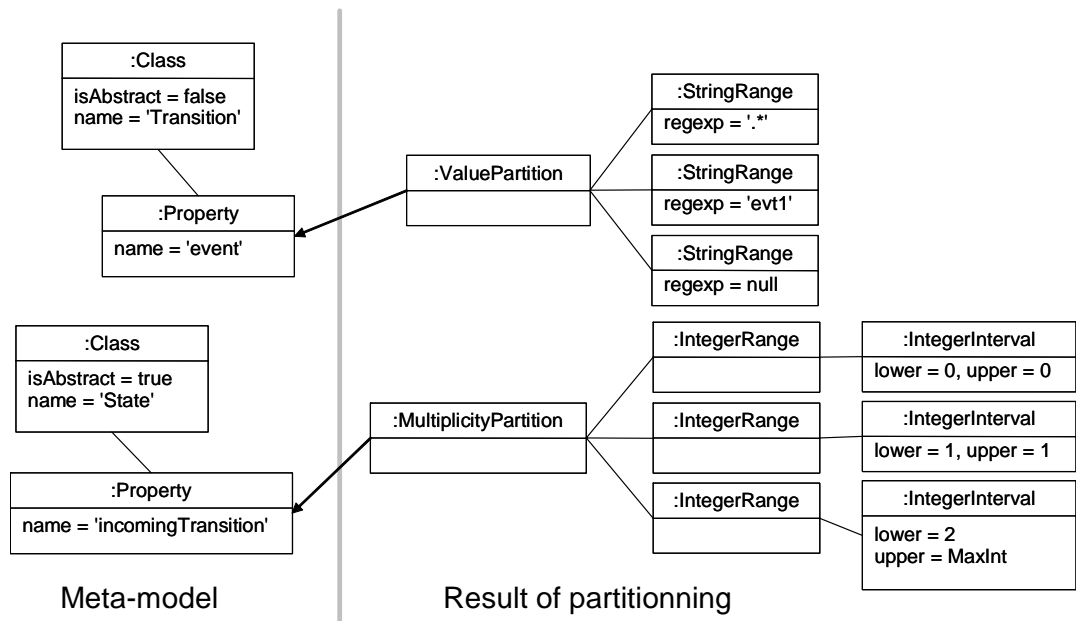 :Class
isAbstract = false
name = 'Transition'
:Property
name = 'event'
:ValuePartition
:StringRange
regexp = '.*'
:StringRange
regexp = 'evt1'
:StringRange
regexp = null
:Class
isAbstract = true
name = 'State'
:Property
name = 'incomingTransition'
:MultiplicityPartition
:IntegerRange
:IntegerInterval
lower = 0, upper = 0
:IntegerRange
:IntegerInterval
lower = 1, upper = 1
:IntegerRange
:IntegerInterval
lower = 2
upper = MaxInt
Meta-model
Result of partitionning